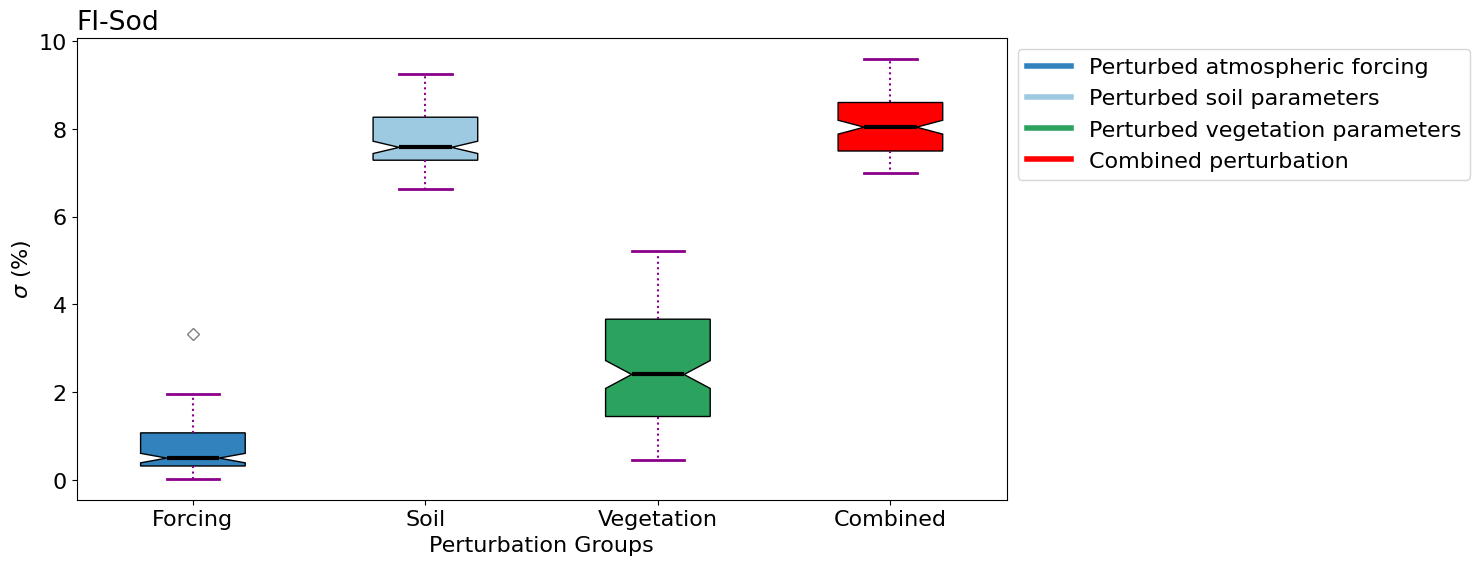 FI-Sod
10
8
6
4
2
0
σ (%)
Forcing
Soil
Vegetation
Combined
Perturbation Groups
Perturbed atmospheric forcing
Perturbed soil parameters
Perturbed vegetation parameters
Combined perturbation